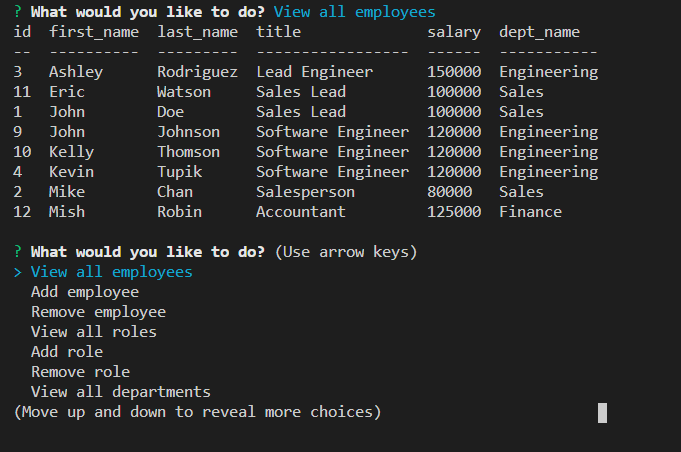 ? What would you like to do? View all employees
id  first_name  last_name  title              salary  dept_name
--  ----------  ---------  -----------------  ------  -----------
3   Ashley      Rodriguez  Lead Engineer      150000  Engineering
11  Eric        Watson     Sales Lead         100000  Sales
1   John        Doe        Sales Lead         100000  Sales
9   John        Johnson    Software Engineer  120000  Engineering
10  Kelly       Thomson    Software Engineer  120000  Engineering
4   Kevin       Tupik      Software Engineer  120000  Engineering
2   Mike        Chan       Salesperson        80000   Sales
12  Mish        Robin      Accountant         125000  Finance
? What would you like to do? (Use arrow keys)
> View all employees
  Add employee
  Remove employee
  View all roles
  Add role
  Remove role
  View all departments
(Move up and down to reveal more choices)